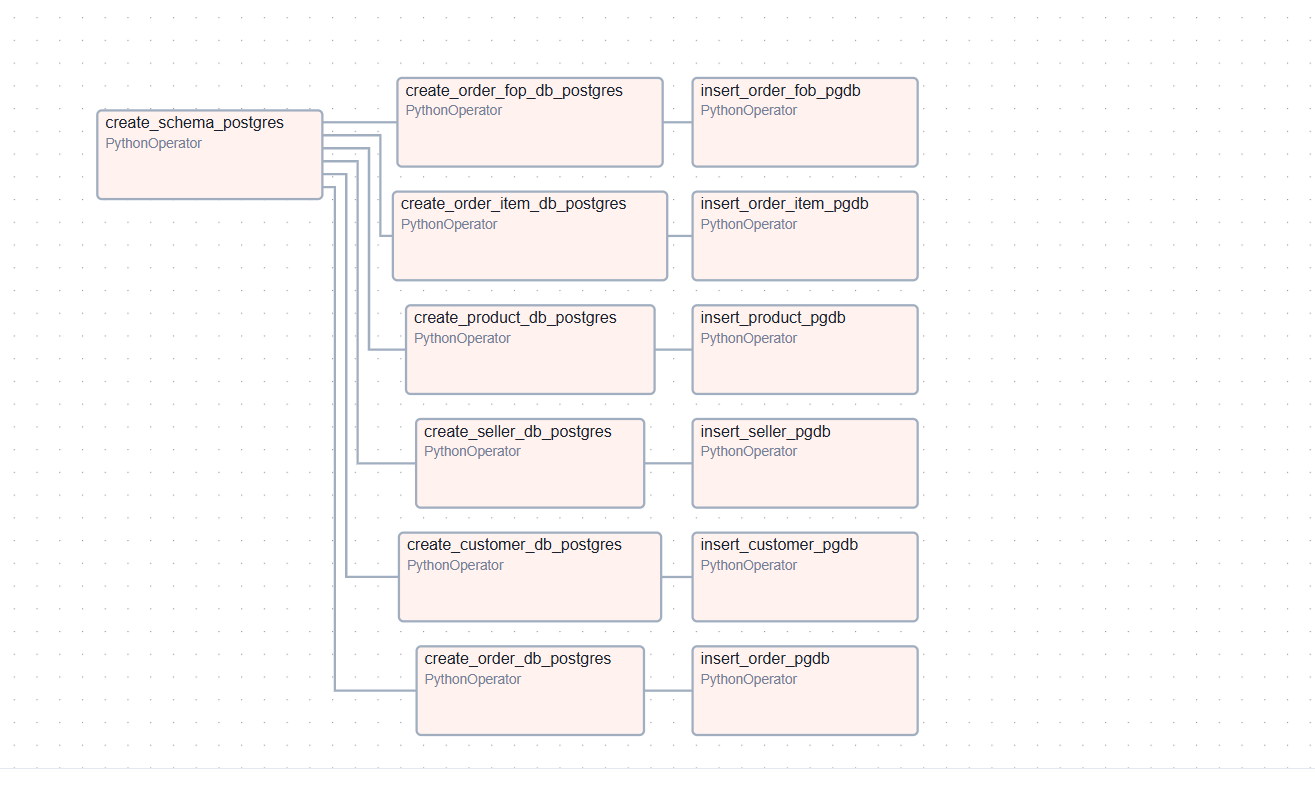 create_schema_postgres
PythonOperator
create_order_fop_db_postgres
PythonOperator
insert_order_fob_pgdb
PythonOperator
create_order_item_db_postgres
PythonOperator
insert_order_item_pgdb
PythonOperator
create_product_db_postgres
PythonOperator
insert_product_pgdb
PythonOperator
create_seller_db_postgres
PythonOperator
insert_seller_pgdb
PythonOperator
create_customer_db_postgres
PythonOperator
insert_customer_pgdb
PythonOperator
create_order_db_postgres
PythonOperator
insert_order_pgdb
PythonOperator